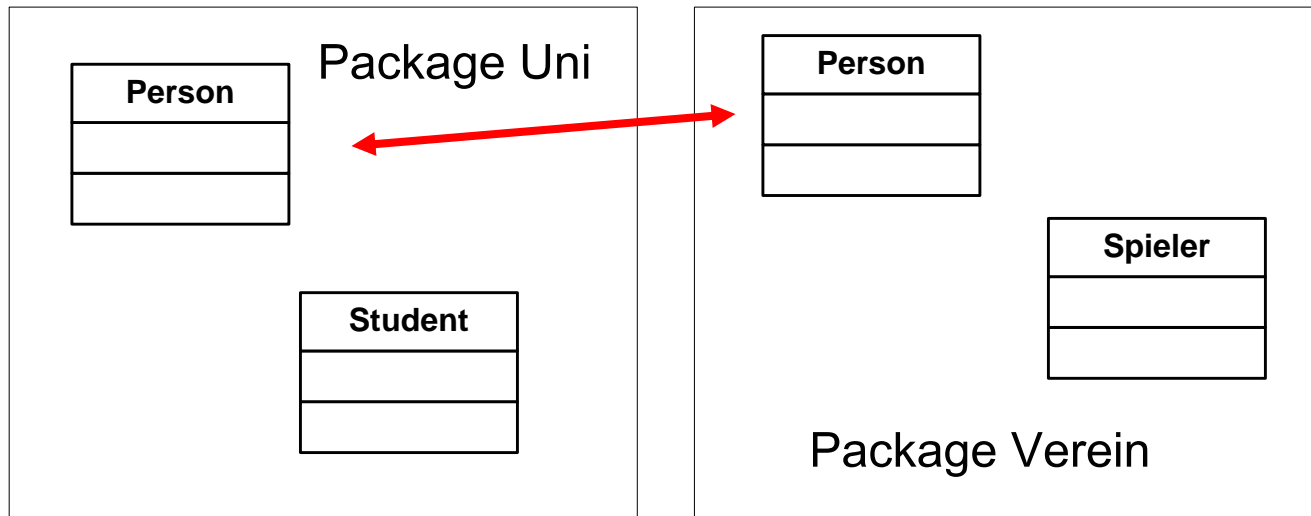 Package Uni
Person
Student
Person
Spieler
Package Verein